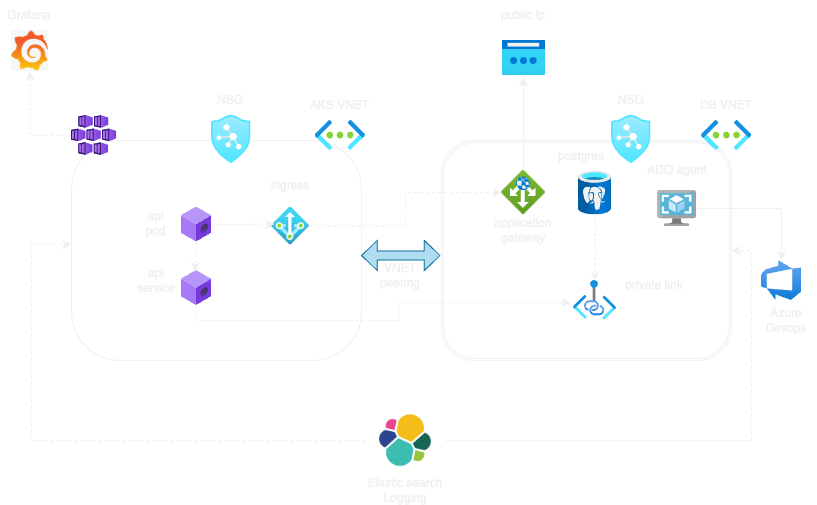 Grafana
public ip
NSG
AKS VNET
NSG
DB VNET
postgres
ADO agent
ingress
api
pod
application
gateway
api
service
VNET
peering
private link
Azure
Devops
Elastic search
Logging